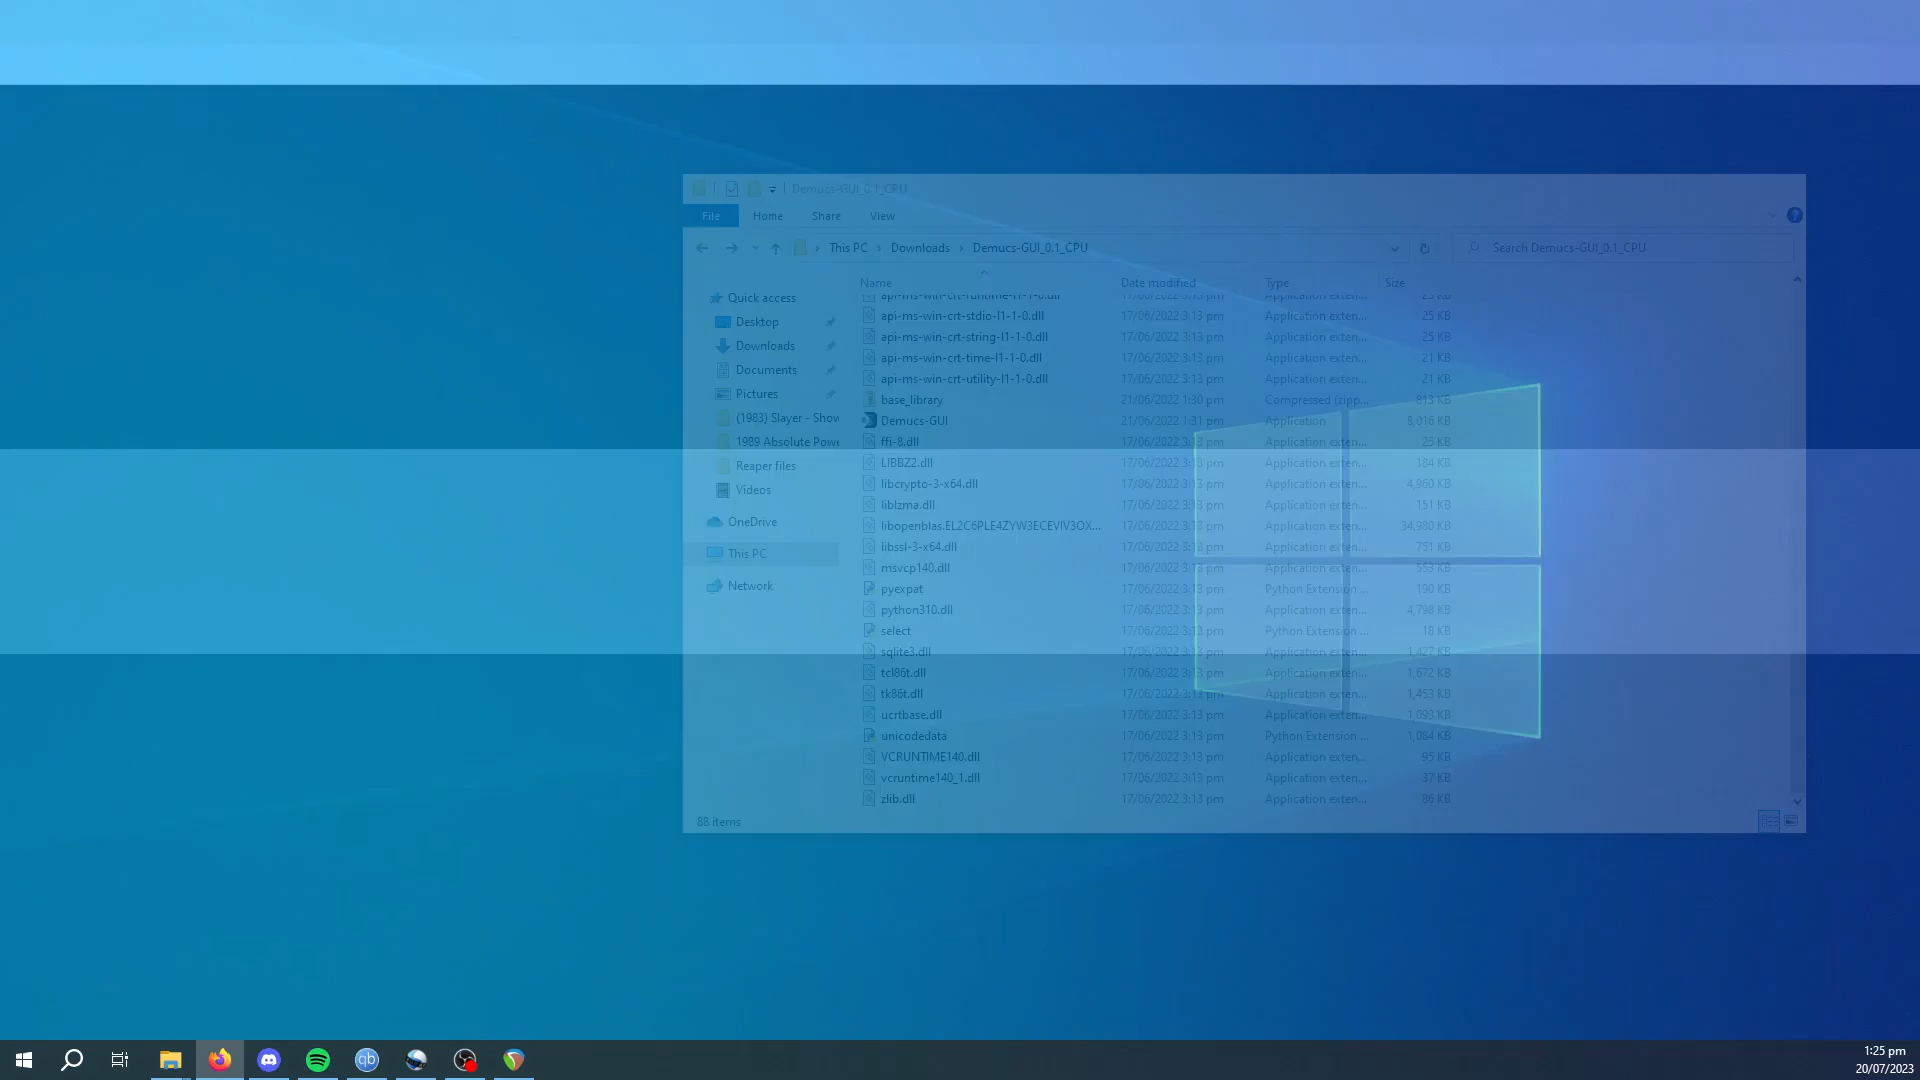 Demucs-GUI_0.1_CPU
File Home Share View
This PC Downloads Demucs-GUI_0.1_CPU Search Demucs-GUI_0.1_CPU
Name Date modified Type Size
Quick access
Desktop
Downloads
Documents
Pictures
(1983) Slayer - Show
1989 Absolute Powe
Reaper files
Videos
OneDrive
This PC
Network
api-ms-win-crt-runtime-l1-1-0.dll 17/06/2022 3:13 pm Application exten... 25 KB
api-ms-win-crt-stdio-l1-1-0.dll 17/06/2022 3:13 pm Application exten... 25 KB
api-ms-win-crt-string-l1-1-0.dll 17/06/2022 3:13 pm Application exten... 25 KB
api-ms-win-crt-time-l1-1-0.dll 17/06/2022 3:13 pm Application exten... 21 KB
api-ms-win-crt-utility-l1-1-0.dll 17/06/2022 3:13 pm Application exten... 21 KB
base_library 21/06/2022 1:30 pm Compressed (zipp... 813 KB
Demucs-GUI 21/06/2022 1:31 pm Application 8,016 KB
ffi-8.dll 17/06/2022 3:13 pm Application exten... 25 KB
LIBBZ2.dll 17/06/2022 3:13 pm Application exten... 184 KB
libcrypto-3-x64.dll 17/06/2022 3:13 pm Application exten... 4,960 KB
liblzma.dll 17/06/2022 3:13 pm Application exten... 151 KB
libopenblas.EL2C6PLE4ZYW3ECEVIV3OX... 17/06/2022 3:13 pm Application exten... 34,980 KB
libssl-3-x64.dll 17/06/2022 3:13 pm Application exten... 751 KB
msvcp140.dll 17/06/2022 3:13 pm Application exten... 553 KB
pyexpat 17/06/2022 3:13 pm Python Extension ... 190 KB
python310.dll 17/06/2022 3:13 pm Application exten... 4,798 KB
select 17/06/2022 3:13 pm Python Extension ... 18 KB
sqlite3.dll 17/06/2022 3:13 pm Application exten... 1,427 KB
tcl86t.dll 17/06/2022 3:13 pm Application exten... 1,672 KB
tk86t.dll 17/06/2022 3:13 pm Application exten... 1,453 KB
ucrtbase.dll 17/06/2022 3:13 pm Application exten... 1,093 KB
unicodedata 17/06/2022 3:13 pm Python Extension ... 1,084 KB
VCRUNTIME140.dll 17/06/2022 3:13 pm Application exten... 95 KB
vcruntime140_1.dll 17/06/2022 3:13 pm Application exten... 37 KB
zlib.dll 17/06/2022 3:13 pm Application exten... 86 KB
88 items
qb
1:25 pm
20/07/2023